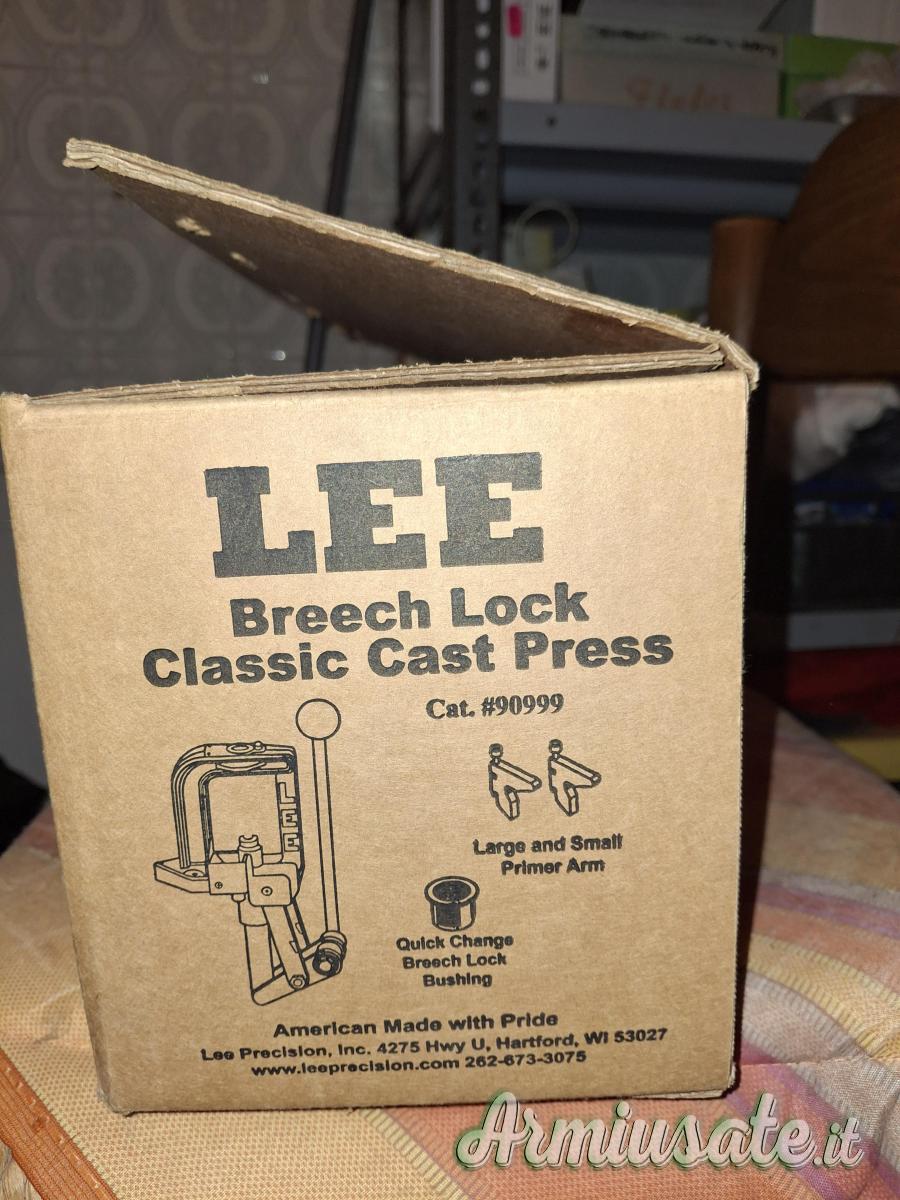 LEE
Breech Lock
Classic Cast Press
Cat. #90999
LEE
Large and Small
Primer Arm
Quick Change
Breech Lock
Bushing
American Made with Pride
Lee Precision, Inc. 4275 Hwy U, Hartford, WI 53027
www.leeprecision.com 262-673-3075
Armiusate.it